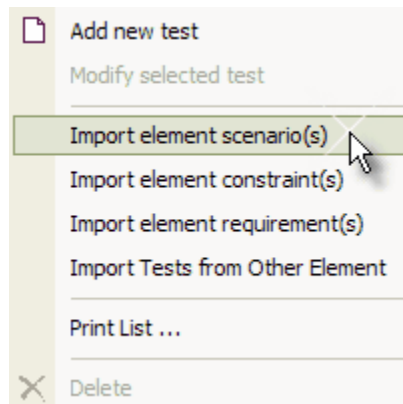 Add new test
Modify selected test
Import element scenario(s)
Import element constraint(s)
Import element requirement(s)
Import Tests from Other Element
Print List ...
Delete